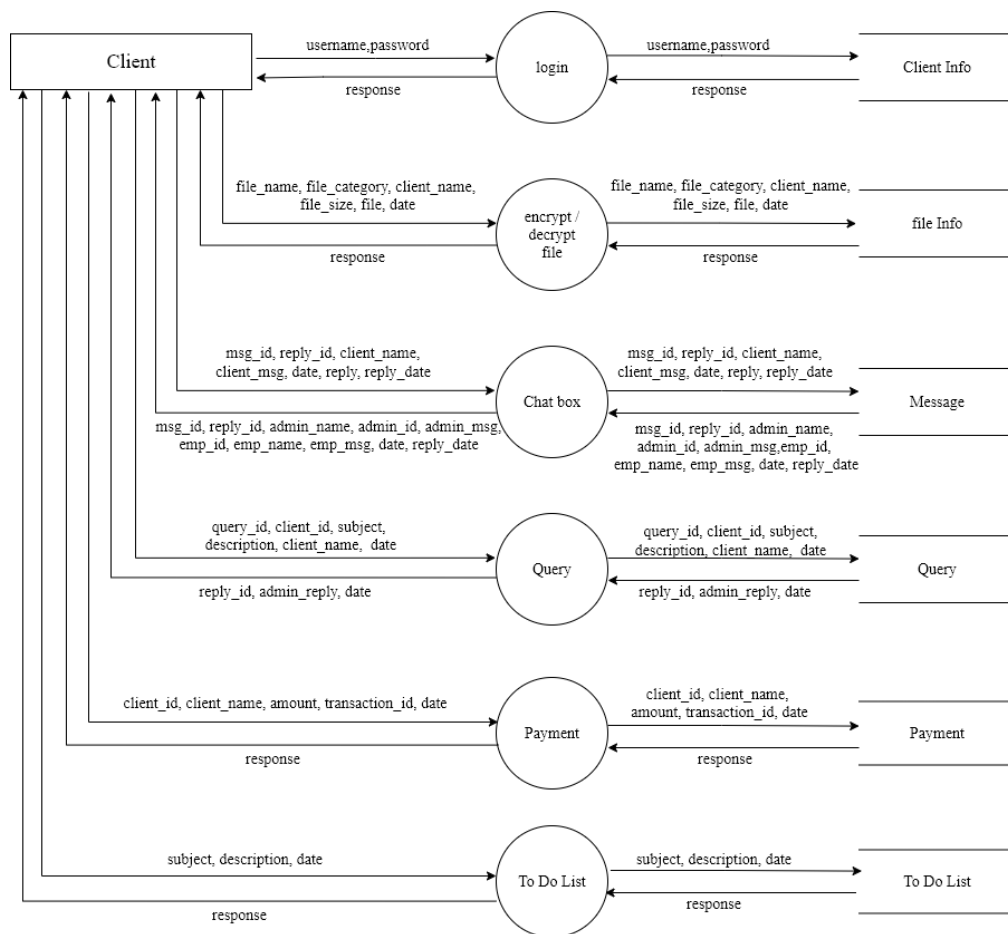 Client
username,password
response
login
username,password
response
Client Info
file_name, file_category, client_name,
file_size, file, date
response
encrypt /
decrypt
file
file_name, file_category, client_name,
file_size, file, date
response
file Info
msg_id, reply_id, client_name,
client_msg, date, reply, reply_date
msg_id, reply_id, admin_name, admin_id, admin_msg,
emp_id, emp_name, emp_msg, date, reply_date
Chat box
msg_id, reply_id, client_name,
client_msg, date, reply, reply_date
msg_id, reply_id, admin_name,
admin_id, admin_msg,emp_id,
emp_name, emp_msg, date, reply_date
Message
query_id, client_id, subject,
description, client_name, date
reply_id, admin_reply, date
Query
query_id, client_id, subject,
description, client_name, date
reply_id, admin_reply, date
Query
client_id, client_name, amount, transaction_id, date
response
Payment
client_id, client_name,
amount, transaction_id, date
response
Payment
subject, description, date
response
To Do List
subject, description, date
response
To Do List